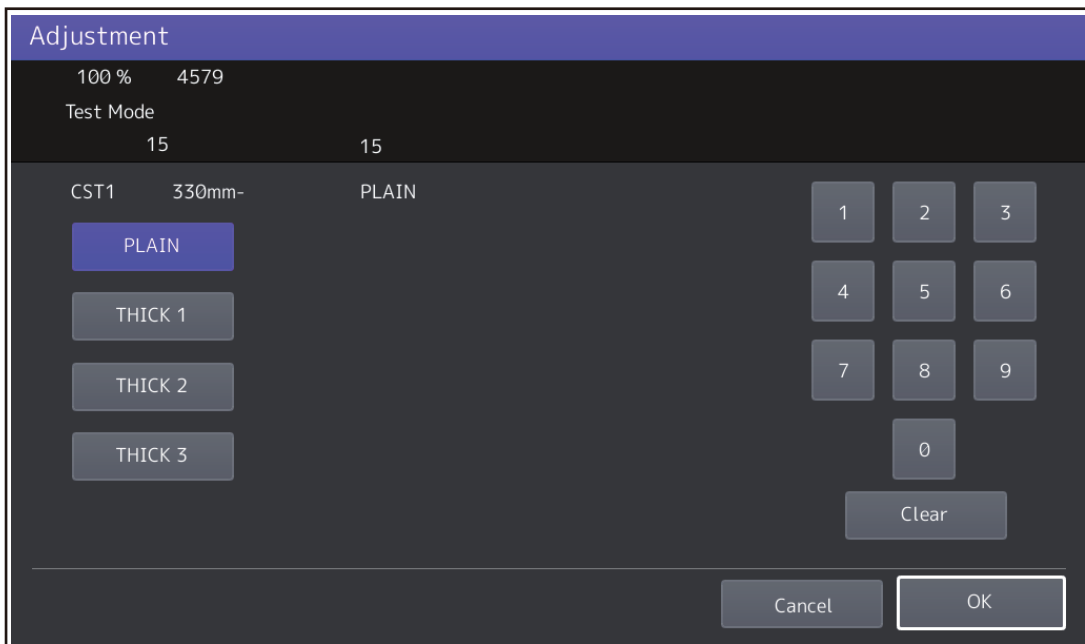 Adjustment
100 % 4579
Test Mode
15 15
CST1 330mm- PLAIN
PLAIN
THICK 1
THICK 2
THICK 3
1 2 3
4 5 6
7 8 9
0
Clear
Cancel OK